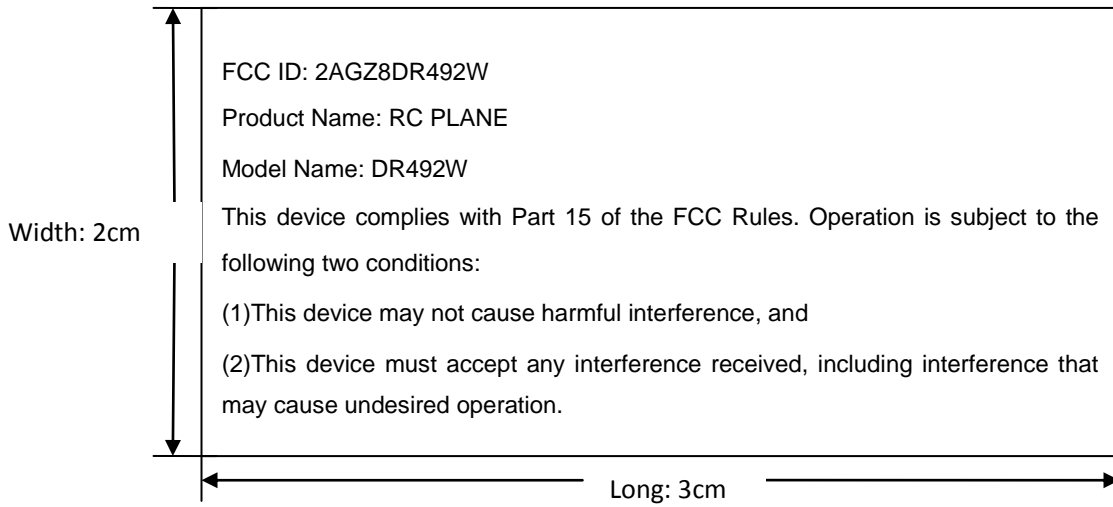 FCC ID: 2AGZ8DR492W
Product Name: RC PLANE
Model Name: DR492W
This device complies with Part 15 of the FCC Rules. Operation is subject to the
Width: 2cm
following two conditions:
(1)This device may not cause harmful interference, and
(2)This device must accept any interference received, including interference that
may cause undesired operation.
Long: 3cm